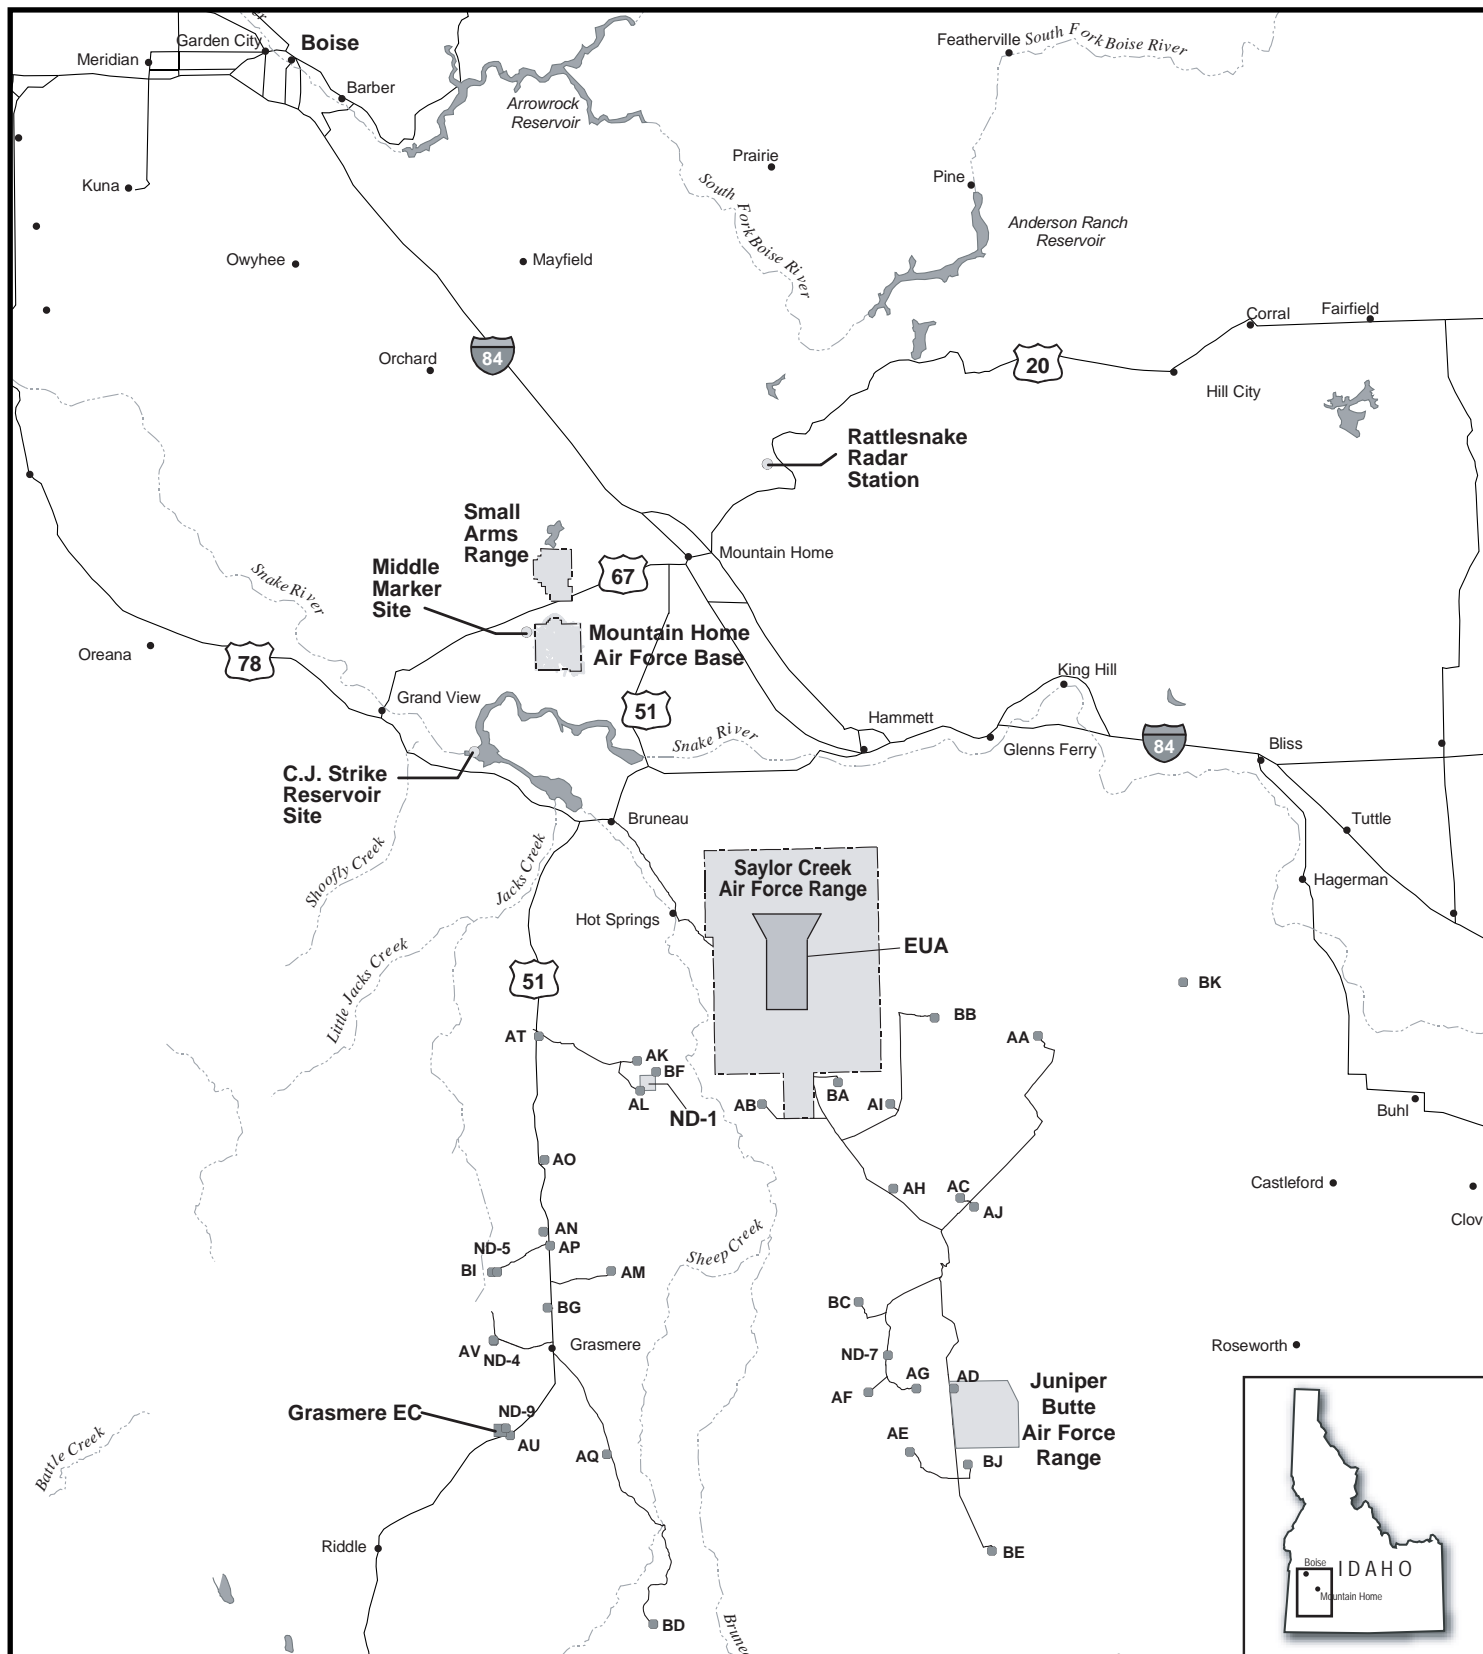 Garden City
Boise
Meridian
Barber
Kuna
Arrowrock
Reservoir
Featherville
South Fork Boise River
Prairie
Pine
South Fork Boise River
Anderson Ranch
Reservoir
Owyhee
Mayfield
Orchard
84
20
Corral
Fairfield
Hill City
Rattlesnake
Radar
Station
Small
Arms
Range
Middle
Marker
Site
Mountain Home
67
Snake River
Mountain Home
Air Force Base
Oreana
78
Grand View
51
King Hill
Hammett
Snake River
Glenns Ferry
84
Bliss
C.J. Strike
Reservoir
Site
Bruneau
Tuttle
Shoofly Creek
Jacks Creek
Saylor Creek
Air Force Range
Hagerman
Hot Springs
EUA
Little Jacks Creek
51
BK
BB
AT
AA
AK
BF
AL
ND-1
AB
BA
AI
Buhl
AO
AH
AC
AJ
Castleford
Clov
AN
ND-5
AP
BI
AM
Sheep Creek
BG
BC
Grasmere
AV
ND-4
ND-7
Roseworth
AG
AD
AF
Juniper
Butte
Air Force
Range
Grasmere EC
ND-9
AU
AQ
AE
BJ
Battle Creek
Riddle
BE
BD
Brune
Boise
IDAHO
Mountain Home